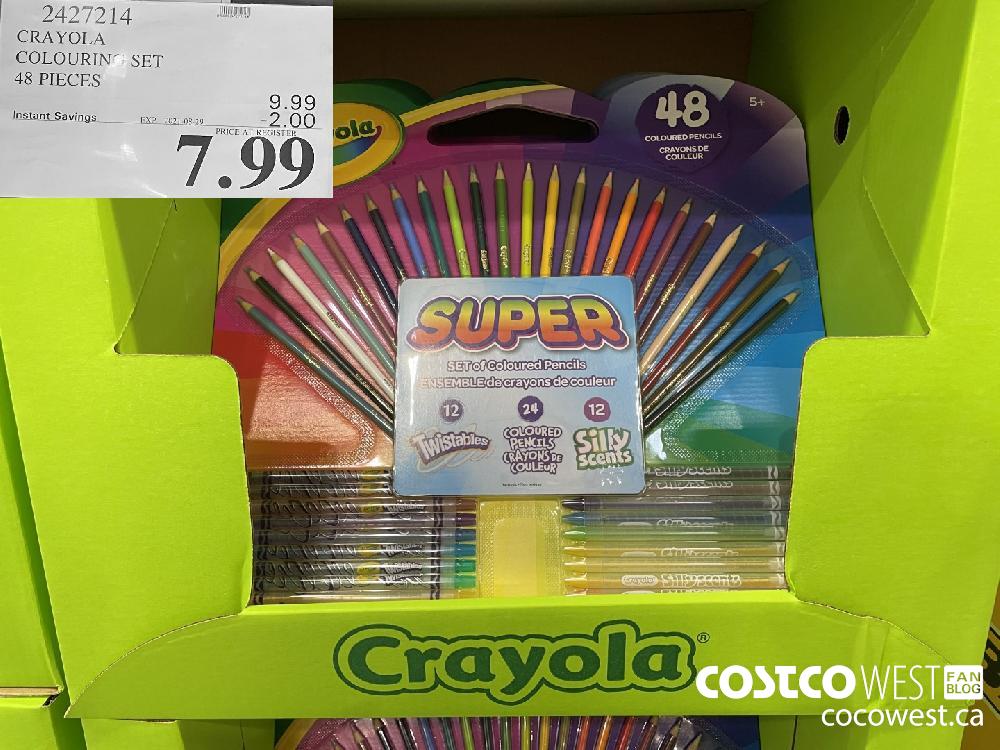 2427214
CRAYOLA
COLOURING SET
48 PIECES
9.99
Instant Savings -2.00
PRICE AT REGISTER
7.99
48
COLOURED PENCILS
CRAYONS DE
COULEUR
5+
SUPER
SET of Coloured Pencils
ENSEMBLE de crayons de couleur
12 24 12
Twistables
COLOURED
PENCILS
CRAYONS DE
COULEUR
Silly
scents
Crayola®
COSTCO WEST FAN
BLOG
cocowest.ca